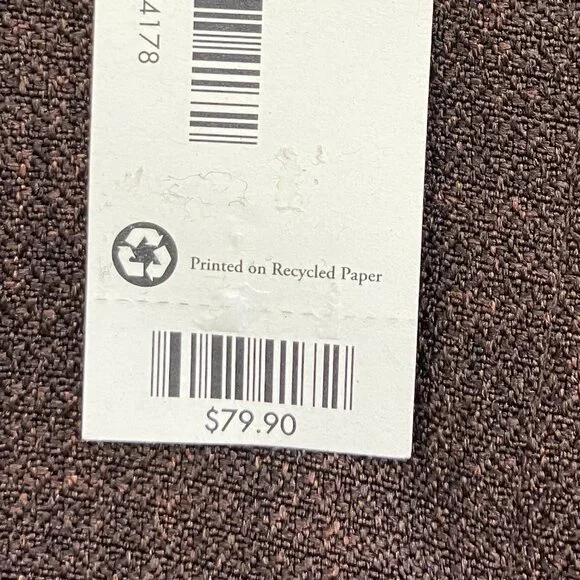 4178
Printed on Recycled Paper
$79.90